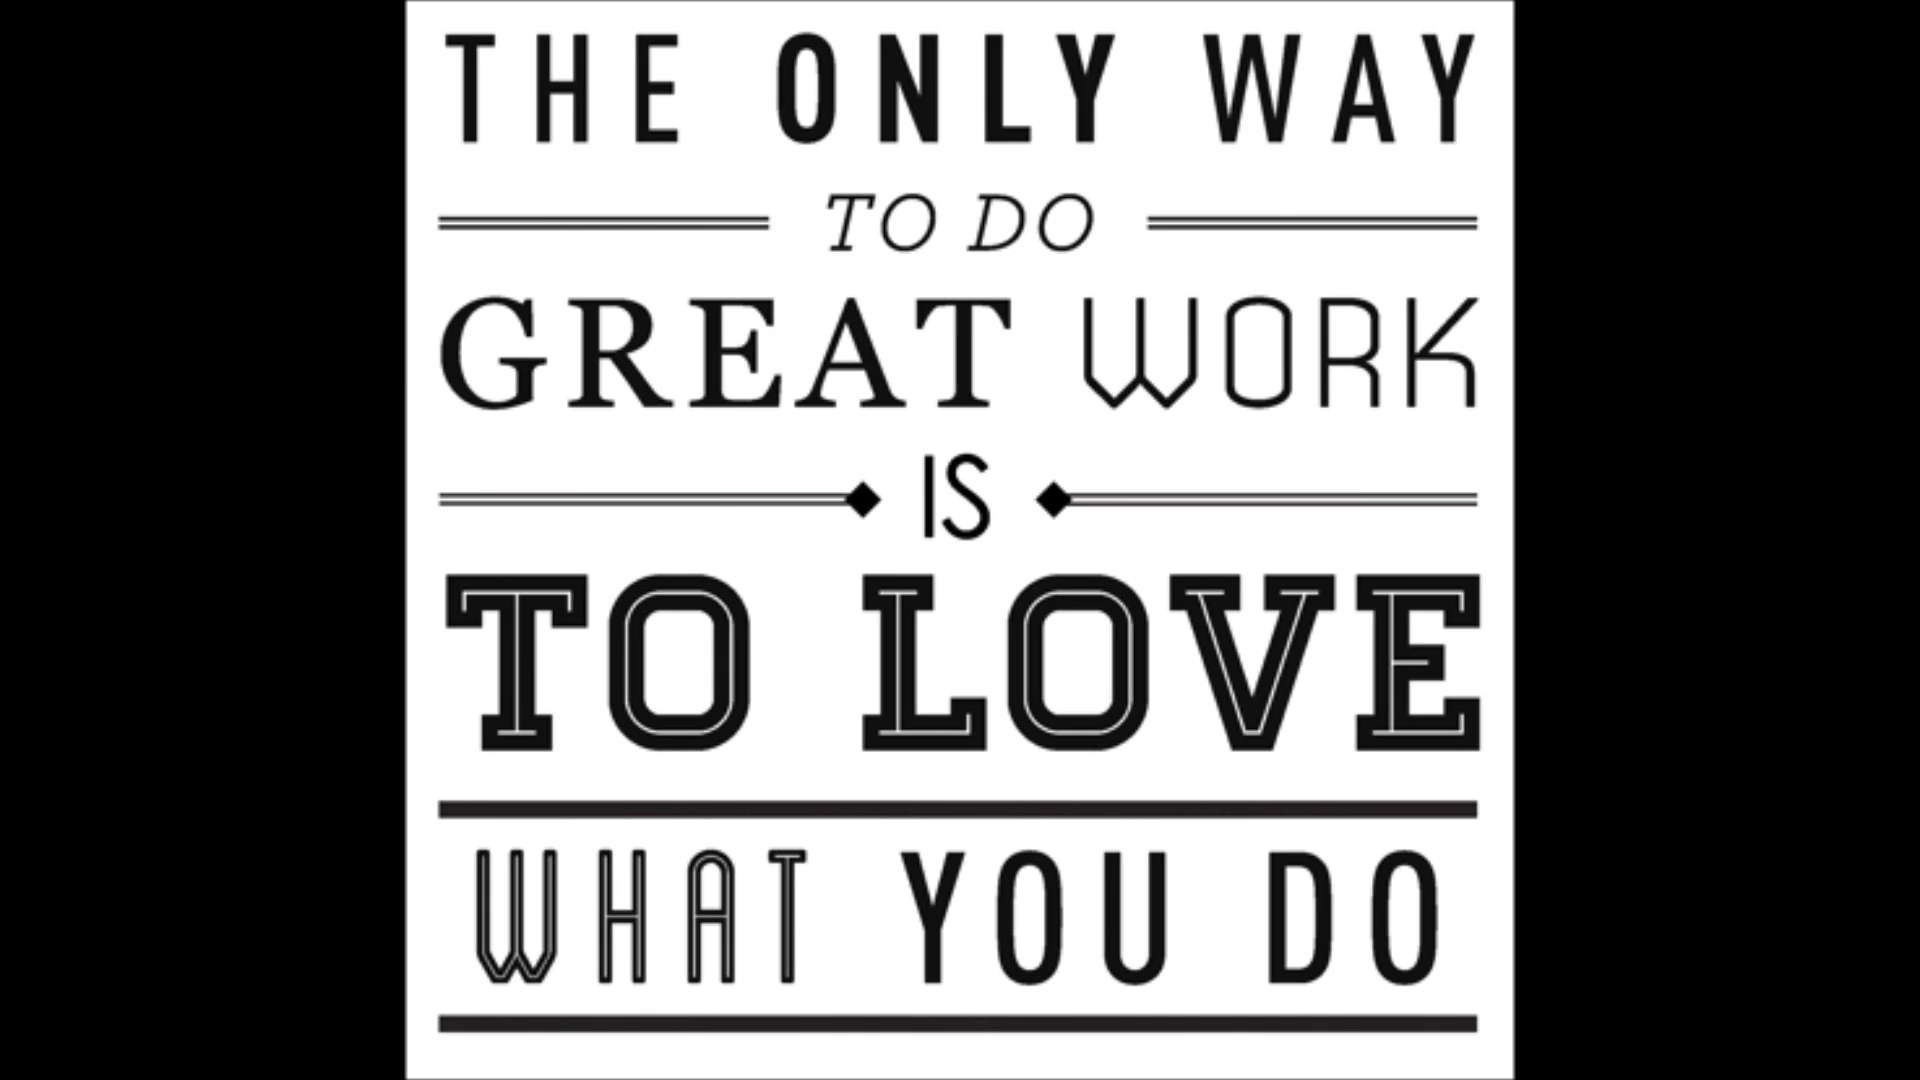 THE ONLY WAY
TO DO
GREAT WORK
IS
TO LOVE
WHAT YOU DO